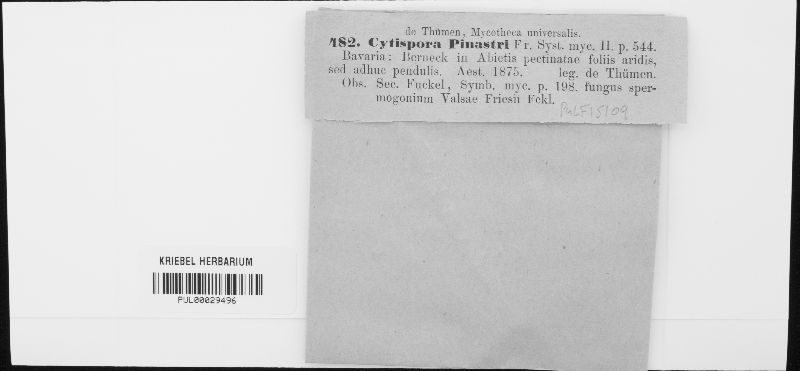 de Thümen, Mycotheca universalis.
182. Cytispora Pinastri Fr. Syst. myc. II. p. 544.
Bavaria: Berneck in Abietis pectinatae foliis aridis,
sed adhuc pendulis. Aest. 1875. leg. de Thümen.
Obs. Sec. Fuckel, Symb. myc. p. 198. fungus sper-
mogonium Valsae Friesii Fckl.
PULF15109
KRIEBEL HERBARIUM
PUL00029496